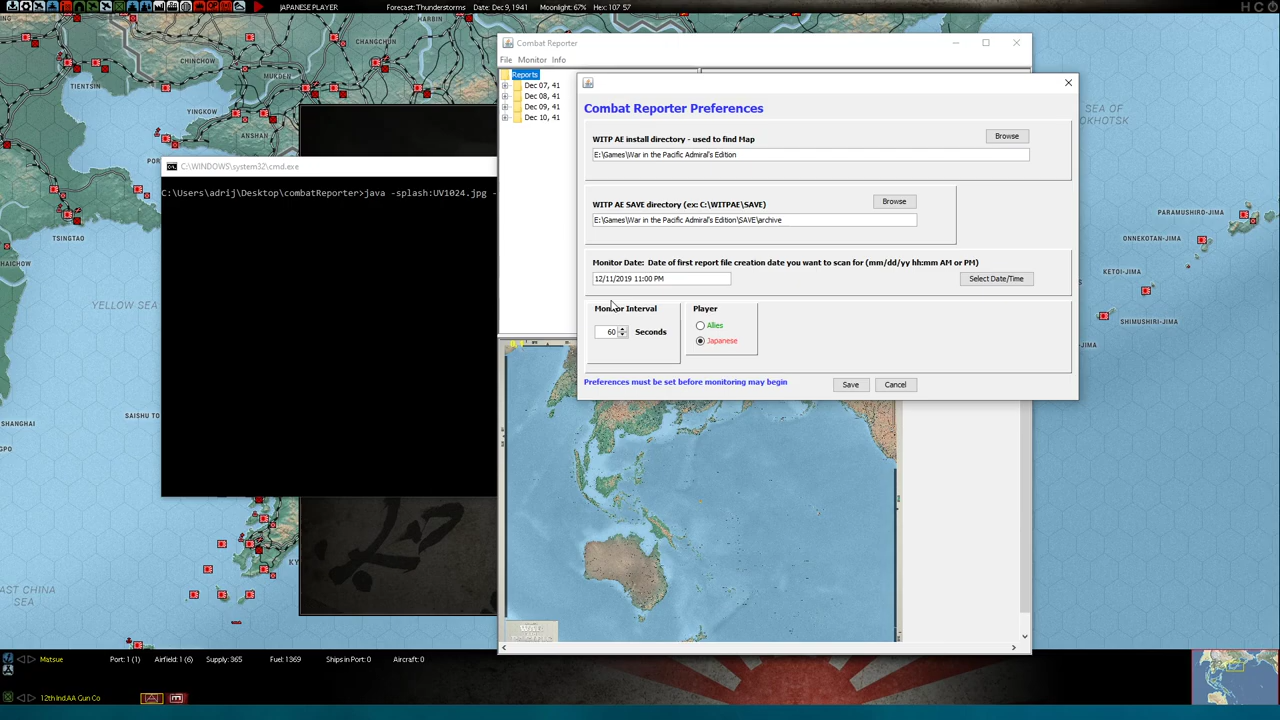 JAPANESE PLAYER
Forecast: Thunderstorms
Date: Dec 9, 1941
Moonlight: 67%
Hex: 107 57
HARBIN
CHANGCHUN
CHINCHOW
MUKDEN
TIENTSIN
YINGKOW
ANSHAN
TSINGTAO
YELLOW SEA
SHANGHAI
EAST CHINA
SEA
SEA OF
OKHOTSK
PARAMUSHIRO-JIMA
ONNEKOTAN-JIMA
KETOI-JIMA
SHIMUSHIRI-JIMA
C:\WINDOWS\system32\cmd.exe
C:\Users\adrij\Desktop\combatReporter>java -splash:UV1024.jpg -
Combat Reporter
File Monitor Info
Reports
Dec 07, 41
Dec 08, 41
Dec 09, 41
Dec 10, 41
Combat Reporter Preferences
WITP AE install directory - used to find Map
Browse
E:\Games\War in the Pacific Admiral's Edition
WITP AE SAVE directory (ex: C:\WITPAE\SAVE)
Browse
E:\Games\War in the Pacific Admiral's Edition\SAVE\archive
Monitor Date: Date of first report file creation date you want to scan for (mm/dd/yy hh:mm AM or PM)
12/11/2019 11:00 PM
Select Date/Time
Monitor Interval
60 Seconds
Player
Allies
Japanese
Preferences must be set before monitoring may begin
Save
Cancel
Matsue
Port: 1 (1)
Airfield: 1 (6)
Supply: 365
Fuel: 1369
Ships in Port: 0
Aircraft: 0
12th Ind.AA Gun Co